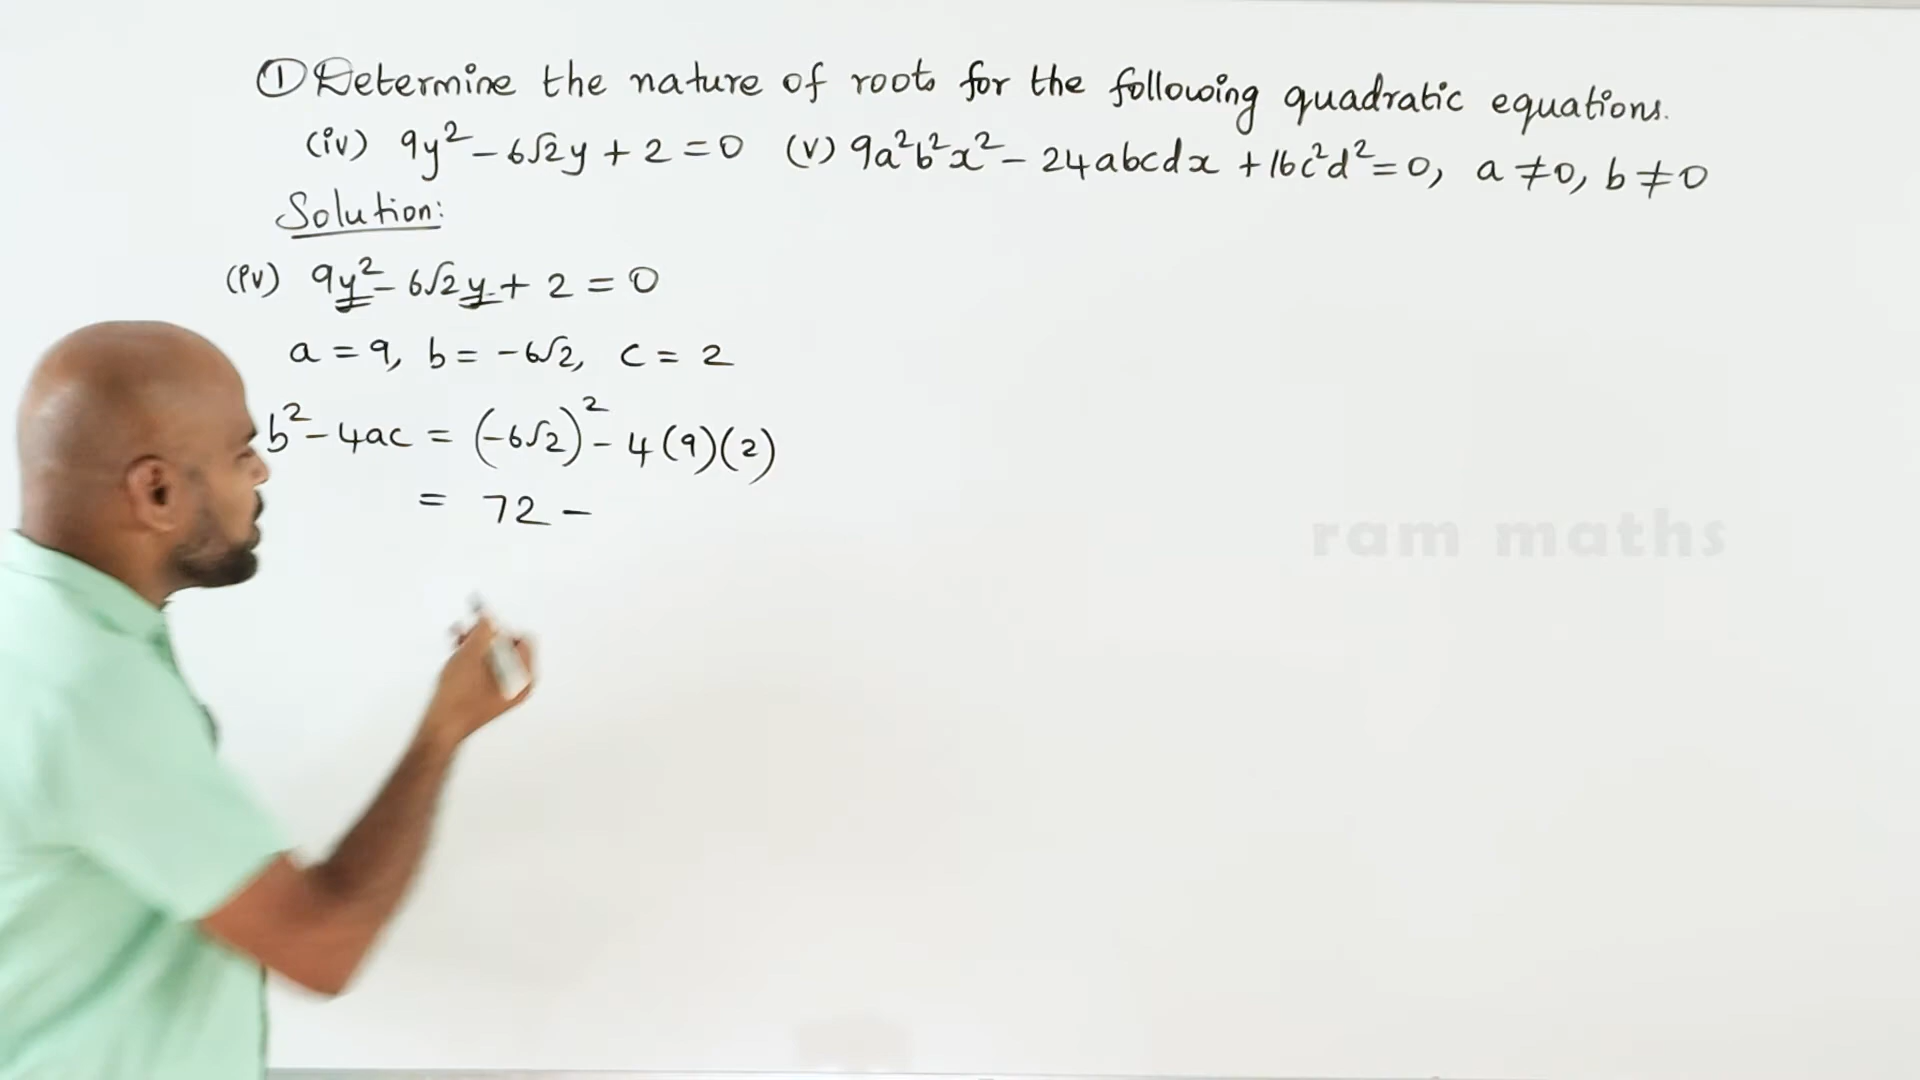 ① Determine the nature of roots for the following quadratic equations.
(iv) 9y² - 6√2y + 2 = 0 (v) 9a²b²x² - 24abcdx + 16c²d² = 0, a ≠ 0, b ≠ 0
Solution:
(iv) 9y² - 6√2y + 2 = 0
a = 9, b = -6√2, c = 2
b² - 4ac = (-6√2)² - 4(9)(2)
= 72 -
ram maths